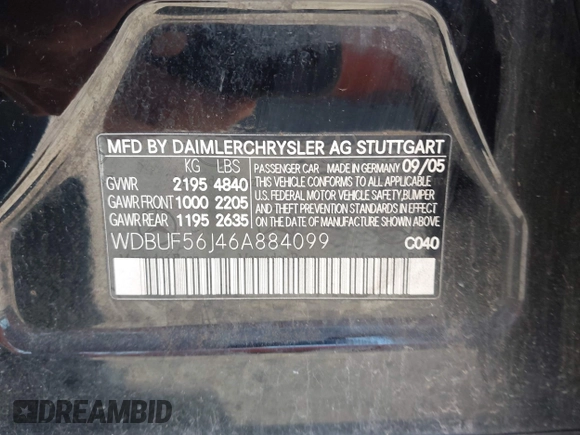 MFD BY DAIMLERCHRYSLER AG STUTTGART
KG LBS
GVWR 2195 4840
GAWR FRONT 1000 2205
GAWR REAR 1195 2635
PASSENGER CAR MADE IN GERMANY 09/05
THIS VEHICLE CONFORMS TO ALL APPLICABLE
U.S. FEDERAL MOTOR VEHICLE SAFETY, BUMPER
AND THEFT PREVENTION STANDARDS IN EFFECT
ON THE DATE OF MANUFACTURE SHOWN ABOVE.
WDBUF56J46A884099
C040
DREAMBID